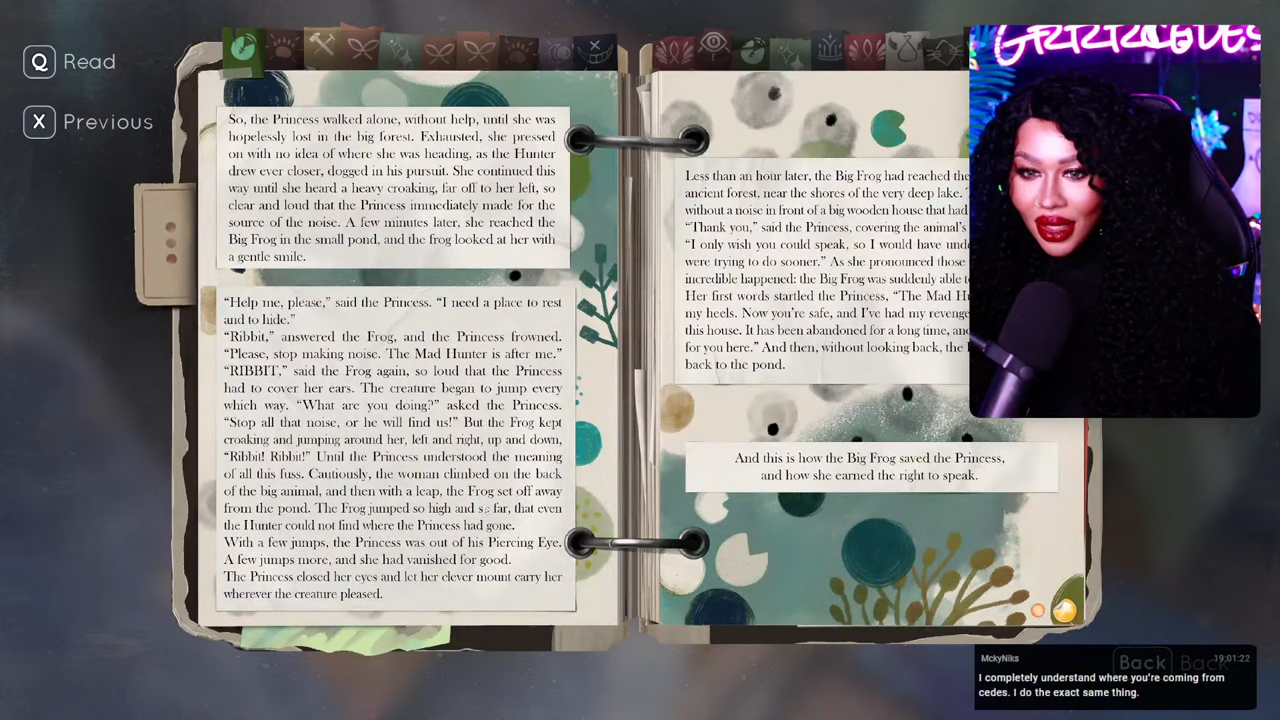 Q Read
X Previous
So, the Princess walked alone, without help, until she was
hopelessly lost in the big forest. Exhausted, she pressed
on with no idea of where she was heading, as the Hunter
drew ever closer, dogged in his pursuit. She continued this
way until she heard a heavy croaking, far off to her left, so
clear and loud that the Princess immediately made for the
source of the noise. A few minutes later, she reached the
Big Frog in the small pond, and the frog looked at her with
a gentle smile.
“Help me, please,” said the Princess. “I need a place to rest
and to hide.”
“Ribbit,” answered the Frog, and the Princess frowned.
“Please, stop making noise. The Mad Hunter is after me.”
“RIBBIT,” said the Frog again, so loud that the Princess
had to cover her ears. The creature began to jump every
which way. “What are you doing?” asked the Princess.
“Stop all that noise, or he will find us!” But the Frog kept
croaking and jumping around her, left and right, up and down,
“Ribbit! Ribbit!” Until the Princess understood the meaning
of all this fuss. Cautiously, the woman climbed on the back
of the big animal, and then with a leap, the Frog set off away
from the pond. The Frog jumped so high and so far, that even
the Hunter could not find where the Princess had gone.
With a few jumps, the Princess was out of his Piercing Eye.
A few jumps more, and she had vanished for good.
The Princess closed her eyes and let her clever mount carry her
wherever the creature pleased.
Less than an hour later, the Big Frog had reached the
ancient forest, near the shores of the very deep lake.
without a noise in front of a big wooden house that had
“Thank you,” said the Princess, covering the animal’s
“I only wish you could speak, so I would have
were trying to do sooner.” As she pronounced those
incredible happened: the Big Frog was suddenly able
Her first words startled the Princess, “The Mad
my heels. Now you’re safe, and I’ve had my revenge
this house. It has been abandoned for a long time,
for you here.” And then, without looking back, the
back to the pond.
And this is how the Big Frog saved the Princess,
and how she earned the right to speak.
Back Back
MckyNiks 19:01:22
I completely understand where you’re coming from
cedes. I do the exact same thing.